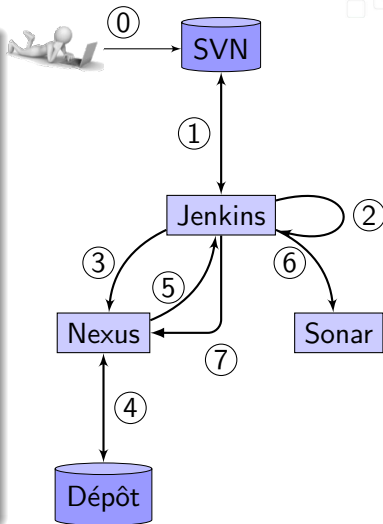 ⓪
SVN
①
Jenkins
②
③
⑤
⑥
Nexus
Sonar
⑦
④
Dépôt